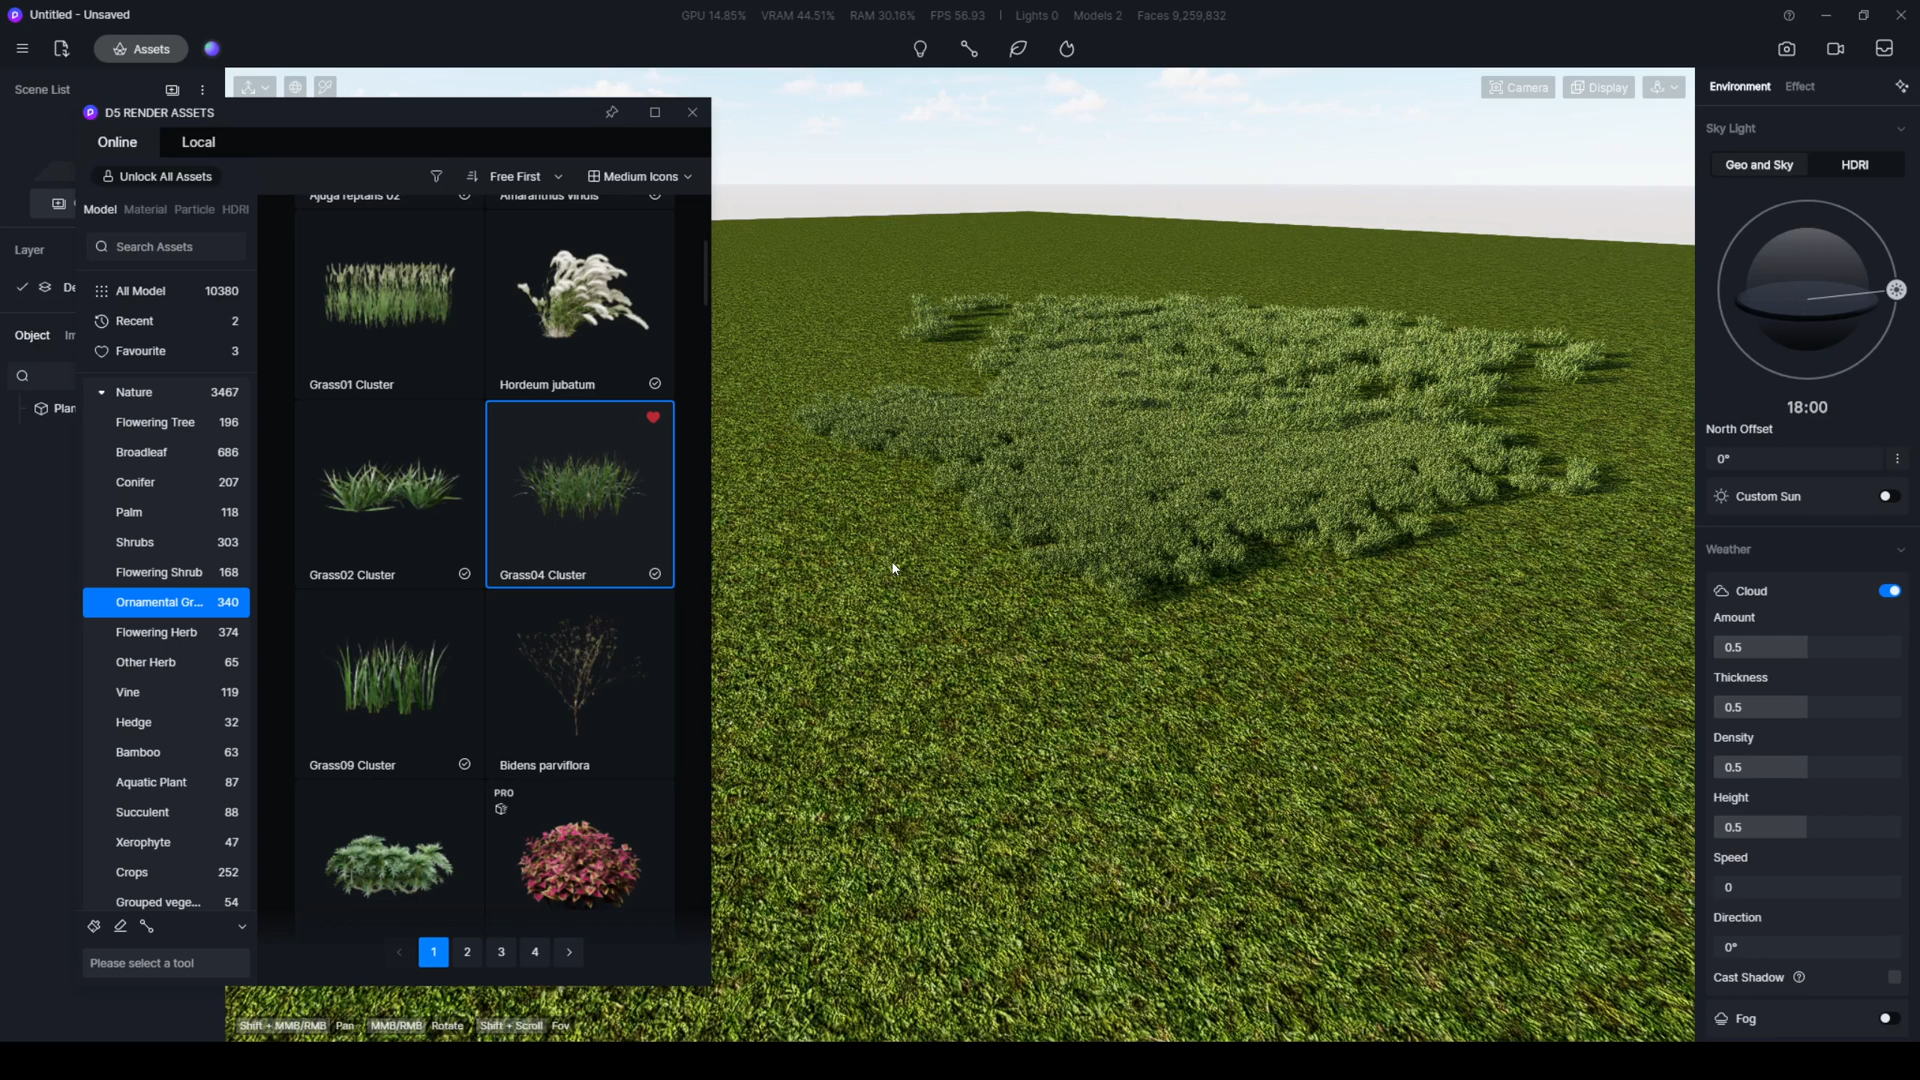 Untitled - Unsaved
GPU 14.85% VRAM 44.51% RAM 30.16% FPS 56.93 | Lights 0 Models 2 Faces 9,259,832
Assets
Scene List
Layer
De
Object
Plan
D5 RENDER ASSETS
Online
Local
Unlock All Assets
Free First
Medium Icons
Model Material Particle HDRI
Search Assets
All Model 10380
Recent 2
Favourite 3
Nature 3467
Flowering Tree 196
Broadleaf 686
Conifer 207
Palm 118
Shrubs 303
Flowering Shrub 168
Ornamental Gr... 340
Flowering Herb 374
Other Herb 65
Vine 119
Hedge 32
Bamboo 63
Aquatic Plant 87
Succulent 88
Xerophyte 47
Crops 252
Grouped vege... 54
Please select a tool
Ajuga reptans 02
Amaranthus viridis
Grass01 Cluster
Hordeum jubatum
Grass02 Cluster
Grass04 Cluster
Grass09 Cluster
Bidens parviflora
PRO
1 2 3 4
Camera
Display
Shift + MMB/RMB Pan MMB/RMB Rotate Shift + Scroll Fov
Environment
Effect
Sky Light
Geo and Sky
HDRI
18:00
North Offset
0°
Custom Sun
Weather
Cloud
Amount
0.5
Thickness
0.5
Density
0.5
Height
0.5
Speed
0
Direction
0°
Cast Shadow
Fog